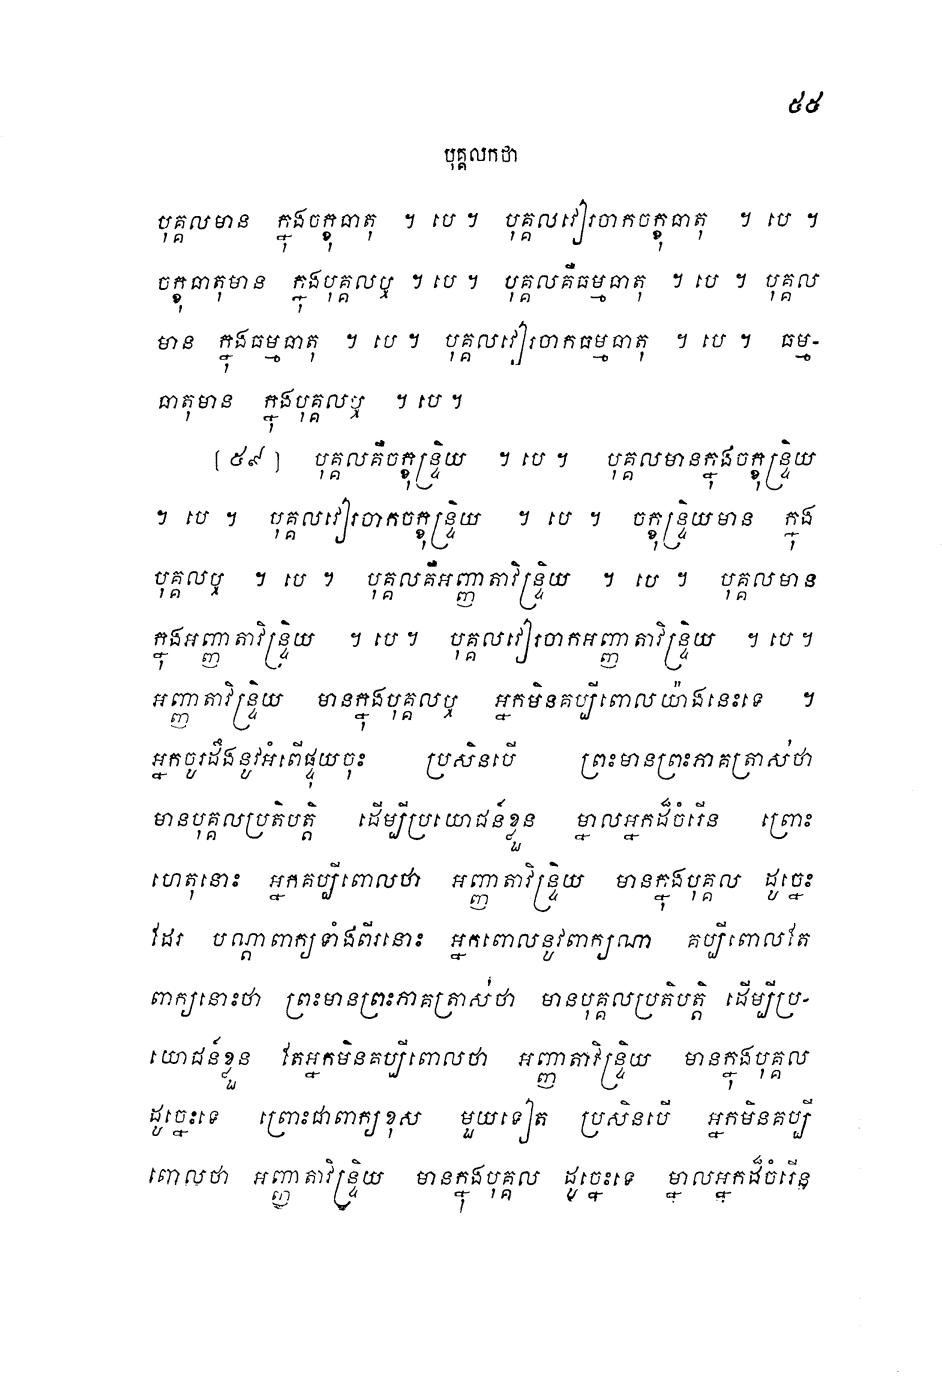 ៥៥
បុគ្គលកថា
បុគ្គលមាន ក្នុងចក្ខុធាតុ ។ បេ ។ បុគ្គលវៀរចាកចក្ខុធាតុ ។ បេ ។
ចក្ខុធាតុមាន ក្នុងបុគ្គលឬ ។ បេ ។ បុគ្គលគឺធម្មធាតុ ។ បេ ។ បុគ្គល
មាន ក្នុងធម្មធាតុ ។ បេ ។ បុគ្គលវៀរចាកធម្មធាតុ ។ បេ ។ ធម្ម-
ធាតុមាន ក្នុងបុគ្គលឬ ។ បេ ។
[ ៥៩ ] បុគ្គលគឺចក្ខុន្ទ្រិយ ។ បេ ។ បុគ្គលមានក្នុងចក្ខុន្ទ្រិយ
។ បេ ។ បុគ្គលវៀរចាកចក្ខុន្ទ្រិយ ។ បេ ។ ចក្ខុន្ទ្រិយមាន ក្នុង
បុគ្គលឬ ។ បេ ។ បុគ្គលគឺអញ្ញាតាវិន្ទ្រិយ ។ បេ ។ បុគ្គលមាន
ក្នុងអញ្ញាតាវិន្ទ្រិយ ។ បេ ។ បុគ្គលវៀរចាកអញ្ញាតាវិន្ទ្រិយ ។ បេ ។
អញ្ញាតាវិន្ទ្រិយ មានក្នុងបុគ្គលឬ អ្នកមិនគប្បីពោលយ៉ាងនេះទេ ។
អ្នកចូរដឹងនូវអំពើផ្ទុយចុះ ប្រសិនបើ ព្រះមានព្រះភាគត្រាស់ថា
មានបុគ្គលប្រតិបត្តិ ដើម្បីប្រយោជន៍ខ្លួន ម្នាលអ្នកដ៏ចំរើន ព្រោះ
ហេតុនោះ អ្នកគប្បីពោលថា អញ្ញាតាវិន្ទ្រិយ មានក្នុងបុគ្គល ដូច្នេះ
ដែរ បណ្តាពាក្យទាំងពីរនោះ អ្នកពោលនូវពាក្យណា គប្បីពោលតែ
ពាក្យនោះថា ព្រះមានព្រះភាគត្រាស់ថា មានបុគ្គលប្រតិបត្តិ ដើម្បីប្រ-
យោជន៍ខ្លួន តែអ្នកមិនគប្បីពោលថា អញ្ញាតាវិន្ទ្រិយ មានក្នុងបុគ្គល
ដូច្នេះទេ ព្រោះជាពាក្យខុស មួយទៀត ប្រសិនបើ អ្នកមិនគប្បី
ពោលថា អញ្ញាតាវិន្ទ្រិយ មានក្នុងបុគ្គល ដូច្នេះទេ ម្នាលអ្នកដ៏ចំរើន